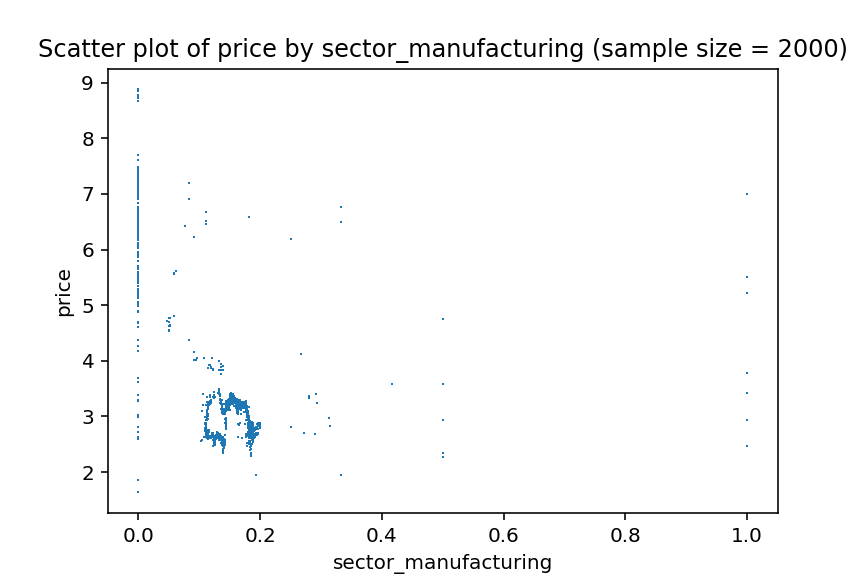 Scatter plot of price by sector_manufacturing (sample size = 2000)
9
8
7
6
5
4
3
2
price
0.0 0.2 0.4 0.6 0.8 1.0
sector_manufacturing